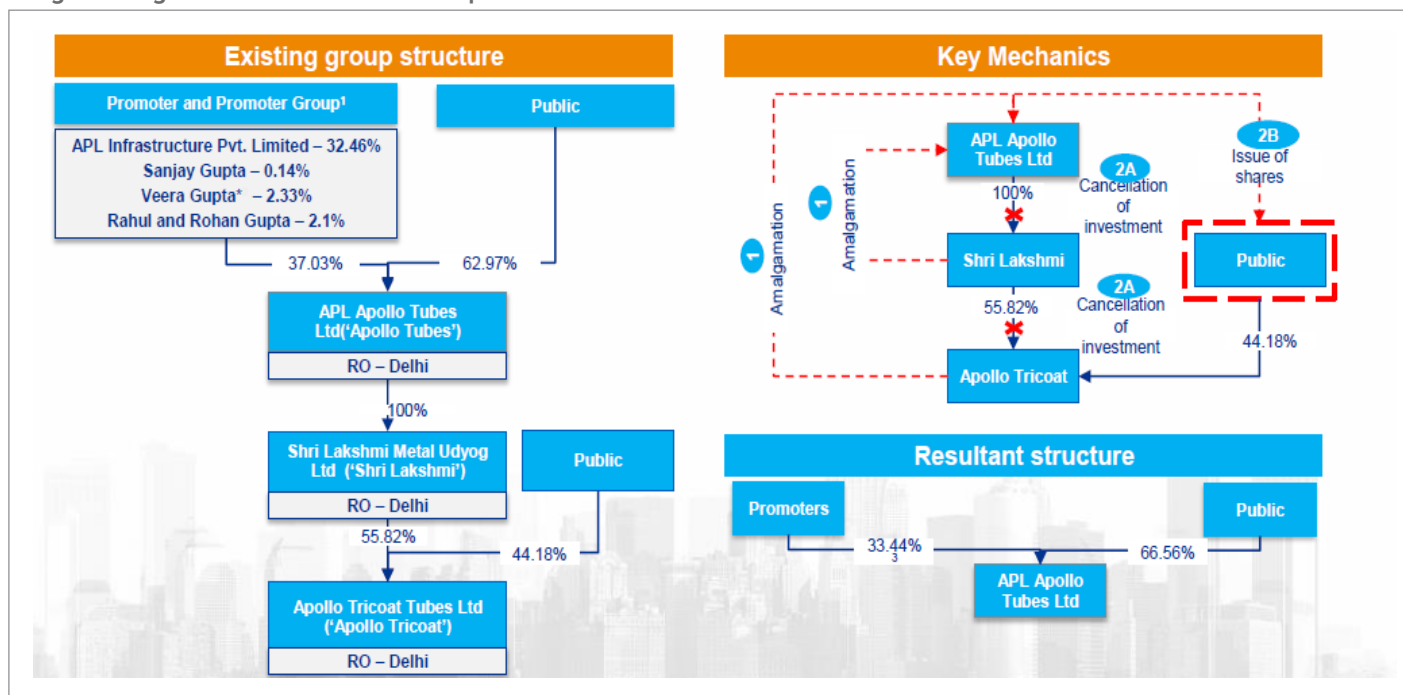 Existing group structure
Promoter and Promoter Group¹
Public
APL Infrastructure Pvt. Limited – 32.46%
Sanjay Gupta – 0.14%
Veera Gupta* – 2.33%
Rahul and Rohan Gupta – 2.1%
37.03%
62.97%
APL Apollo Tubes
Ltd('Apollo Tubes')
RO – Delhi
100%
Shri Lakshmi Metal Udyog
Ltd ('Shri Lakshmi')
RO – Delhi
Public
55.82%
44.18%
Apollo Tricoat Tubes Ltd
('Apollo Tricoat')
RO – Delhi
Key Mechanics
APL Apollo
Tubes Ltd
2B
Issue of
shares
1
Amalgamation
1
Amalgamation
100%
2A
Cancellation
of
investment
Shri Lakshmi
Public
55.82%
2A
Cancellation
of
investment
44.18%
Apollo Tricoat
Resultant structure
Promoters
Public
33.44%
3
66.56%
APL Apollo
Tubes Ltd